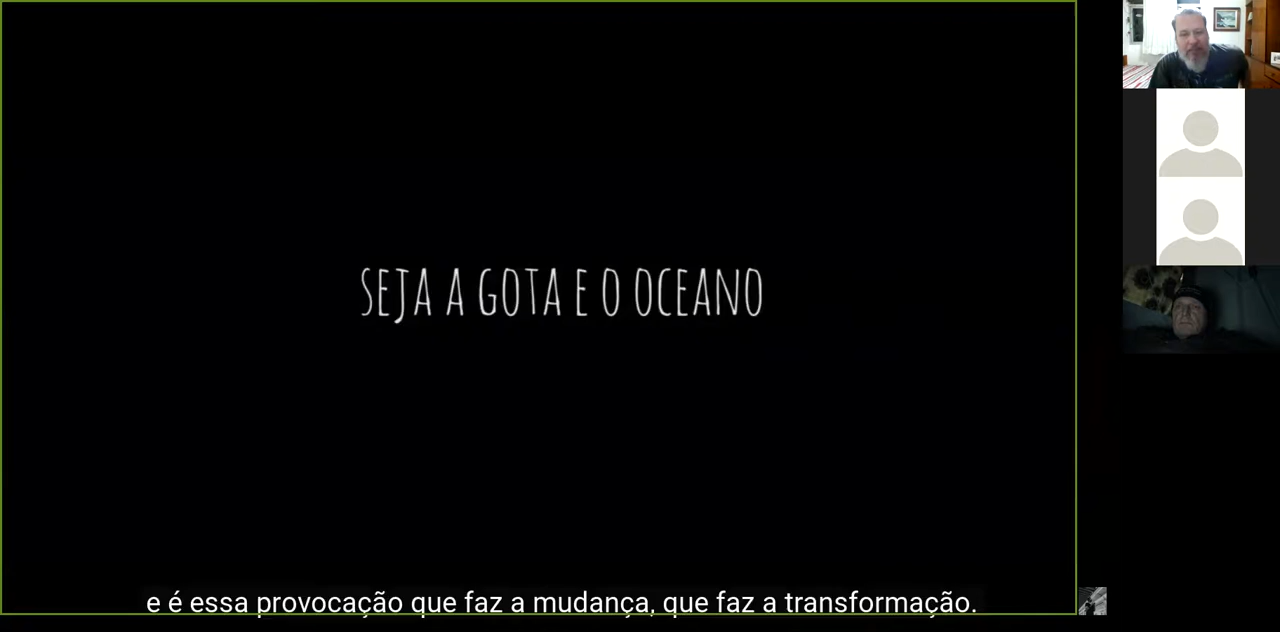 SEJA A GOTA E O OCEANO
e é essa provocação que faz a mudança, que faz a transformação.